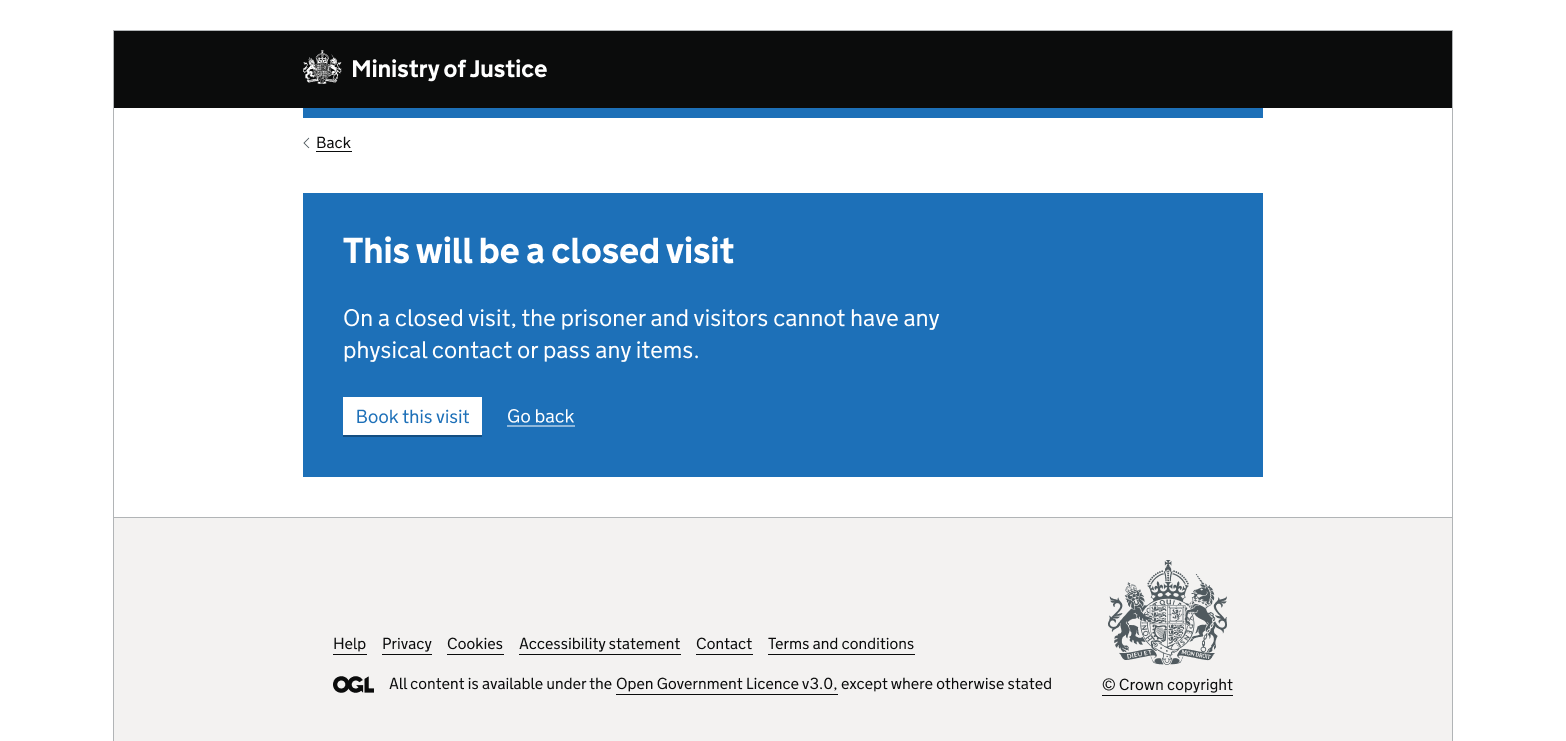 Ministry of Justice
Back
This will be a closed visit
On a closed visit, the prisoner and visitors cannot have any
physical contact or pass any items.
Book this visit Go back
Help Privacy Cookies Accessibility statement Contact Terms and conditions
OGL All content is available under the Open Government Licence v3.0, except where otherwise stated
© Crown copyright
DIEU ET MON DROIT